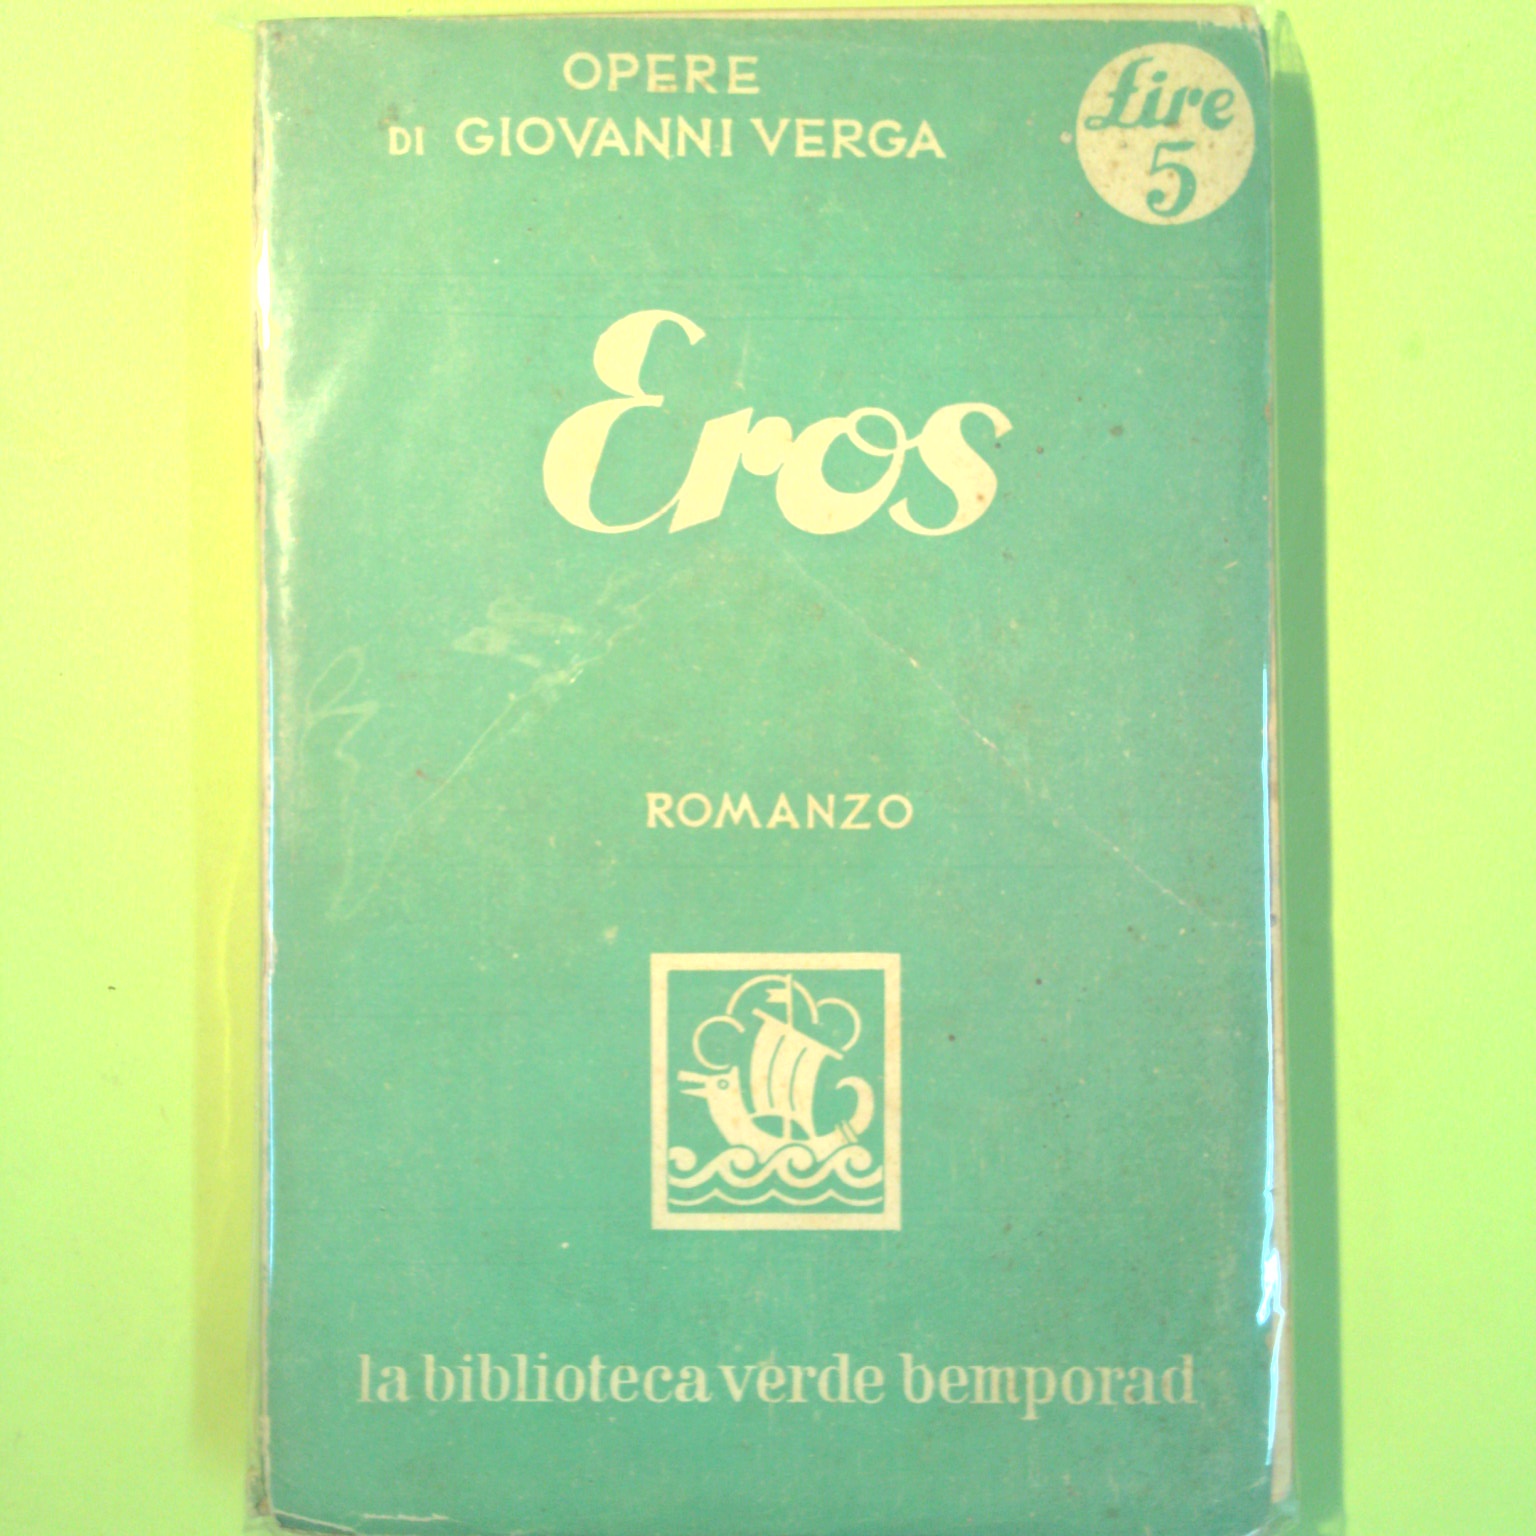 OPERE
DI GIOVANNI VERGA
Lire
5
Eros
ROMANZO
la biblioteca verde bemporad